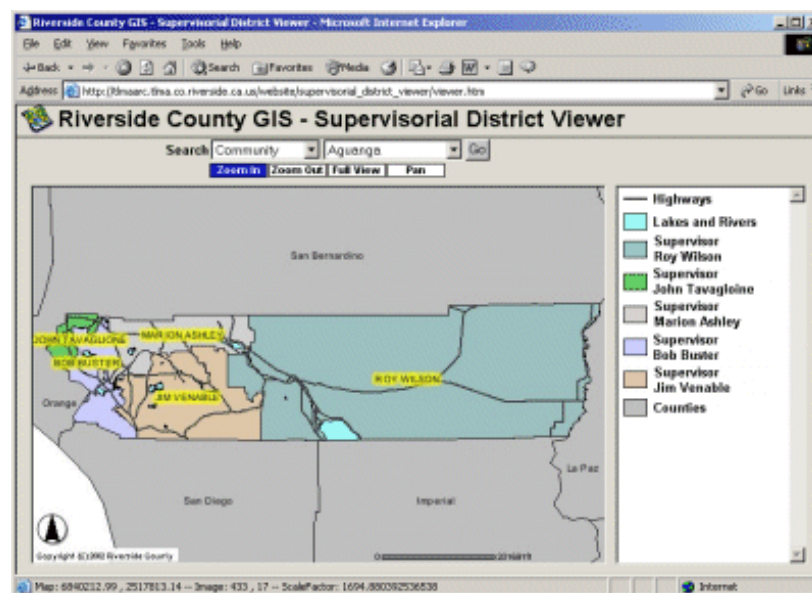 Riverside County GIS - Supervisorial District Viewer - Microsoft Internet Explorer
File Edit View Favorites Tools Help
Back Search Favorites Media
Address http://tlmaarc.tlma.co.riverside.ca.us/website/supervisorial_district_viewer/viewer.htm Go Links
Riverside County GIS - Supervisorial District Viewer
Search Community Aguanga Go
Zoom In Zoom Out Full View Pan
Highways
Lakes and Rivers
Supervisor
Roy Wilson
Supervisor
John Tavagloine
Supervisor
Marion Ashley
Supervisor
Bob Buster
Supervisor
Jim Venable
Counties
San Bernardino
MARION ASHLEY
JOHN TAVAGLIONE
BOB BUSTER
ROY WILSON
JIM VENABLE
Orange
La Paz
San Diego
Imperial
N
Copyright (C)1992 Riverside County
0
Map: 6840212.99 , 2517813.14 -- Image: 433 , 17 -- ScaleFactor: 1694.880392536538
Internet